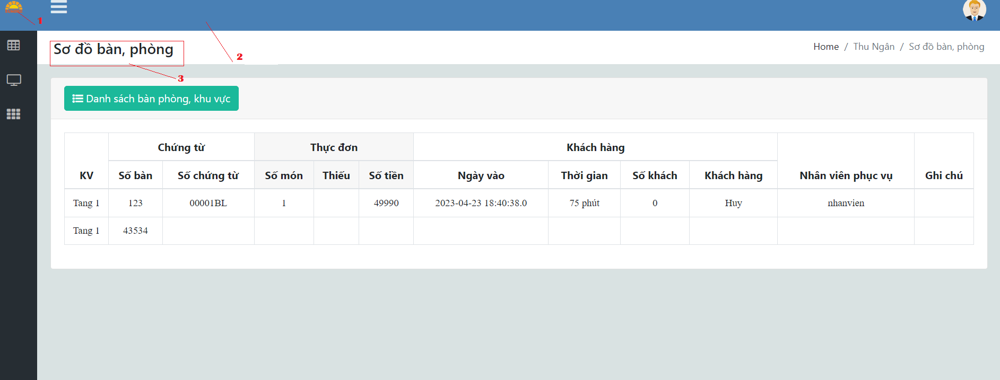 1
2
Sơ đồ bàn, phòng
Home / Thu Ngân / Sơ đồ bàn, phòng
3
Danh sách bàn phòng, khu vực
Chứng từ Thực đơn Khách hàng
KV Số bàn Số chứng từ Số món Thiếu Số tiền Ngày vào Thời gian Số khách Khách hàng Nhân viên phục vụ Ghi chú
Tang 1 123 00001BL 1 49990 2023-04-23 18:40:38.0 75 phút 0 Huy nhanvien
Tang 1 43534